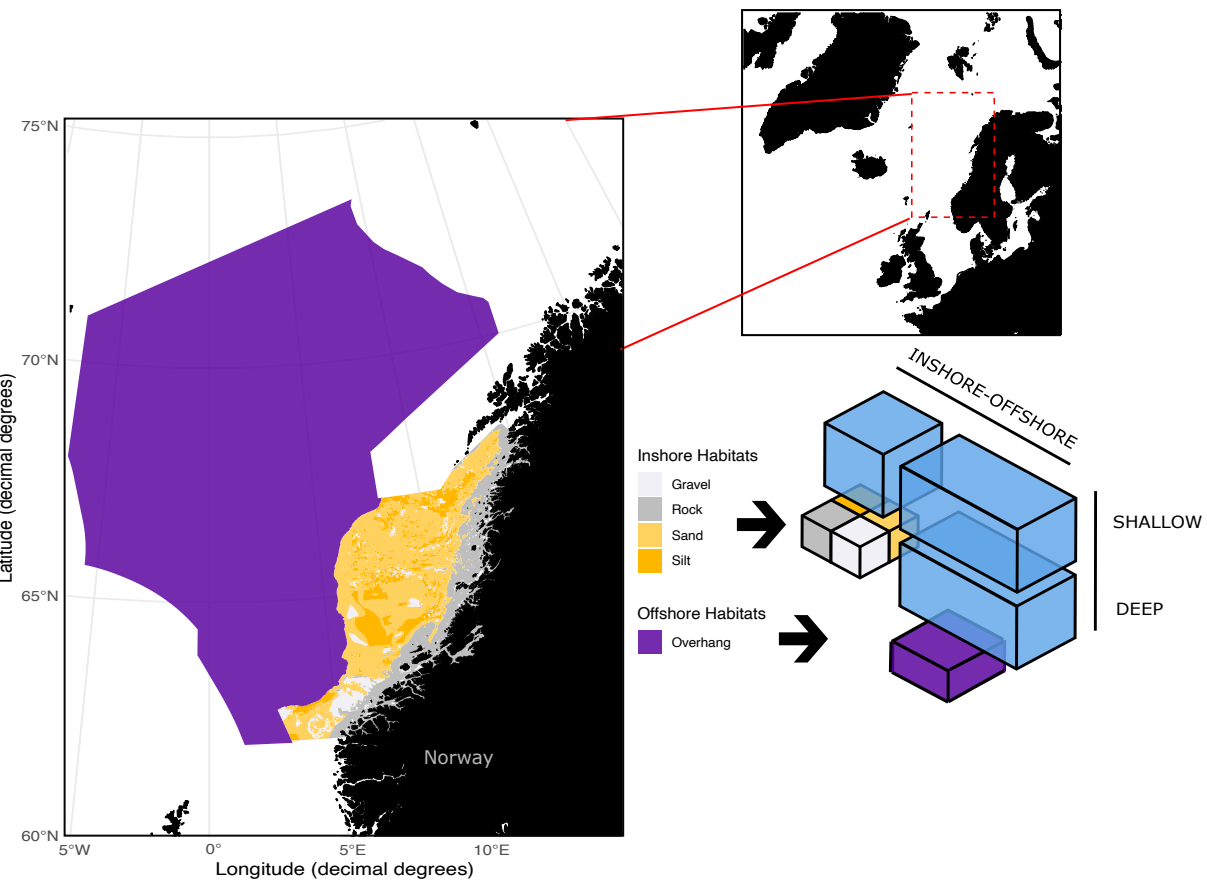 75°N
70°N
65°N
60°N
5°W
0°
5°E
10°E
Longitude (decimal degrees)
Latitude (decimal degrees)
Norway
Inshore Habitats
Gravel
Rock
Sand
Silt
Offshore Habitats
Overhang
INSHORE-OFFSHORE
SHALLOW
DEEP